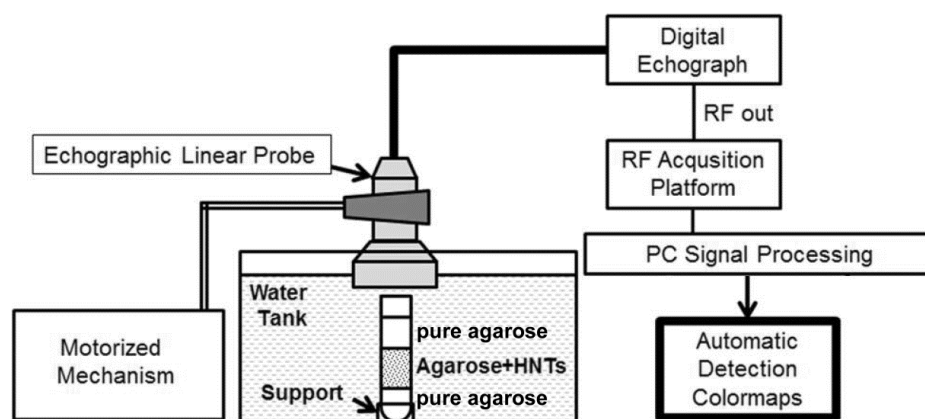 Digital
Echograph
RF out
Echographic Linear Probe
RF Acqusition
Platform
PC Signal Processing
Water
Tank
pure agarose
Motorized
Mechanism
Agarose+HNTs
Support
pure agarose
Automatic
Detection
Colormaps